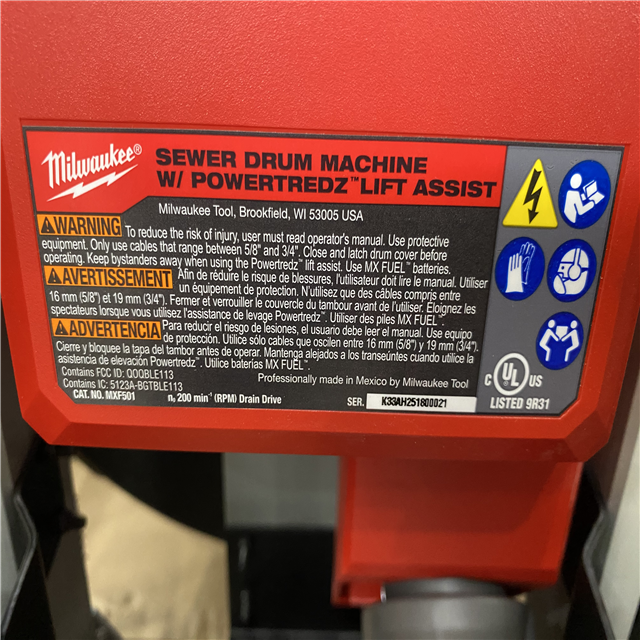 Milwaukee®
SEWER DRUM MACHINE
W/ POWERTREDZ™ LIFT ASSIST
Milwaukee Tool, Brookfield, WI 53005 USA
WARNING To reduce the risk of injury, user must read operator's manual. Use protective
equipment. Only use cables that range between 5/8" and 3/4". Close and latch drum cover before
operating. Keep bystanders away when using the Powertredz™ lift assist. Use MX FUEL™ batteries.
AVERTISSEMENT Afin de réduire le risque de blessures, l'utilisateur doit lire le manuel. Utiliser
un équipement de protection. N'utilisez que des câbles compris entre
16 mm (5/8") et 19 mm (3/4"). Fermer et verrouiller le couvercle du tambour avant de l'utiliser. Éloignez les
spectateurs lorsque vous utilisez l'assistance de levage Powertredz™. Utiliser des piles MX FUEL™.
ADVERTENCIA Para reducir el riesgo de lesiones, el usuario debe leer el manual. Use equipo
de protección. Utilice sólo cables que oscilen entre 16 mm (5/8") y 19 mm (3/4").
Cierre y bloquee la tapa del tambor antes de operar. Mantenga alejados a los transeúntes cuando utilice la
asistencia de elevación Powertredz™. Utilice baterías MX FUEL™.
Contains FCC ID: QOQBLE113
Contains IC: 5123A-BGTBLE113
Professionally made in Mexico by Milwaukee Tool
CAT. NO. MXF501 n₀ 200 min⁻¹ (RPM) Drain Drive SER. K33AH251800021
C UL US
LISTED 9R31